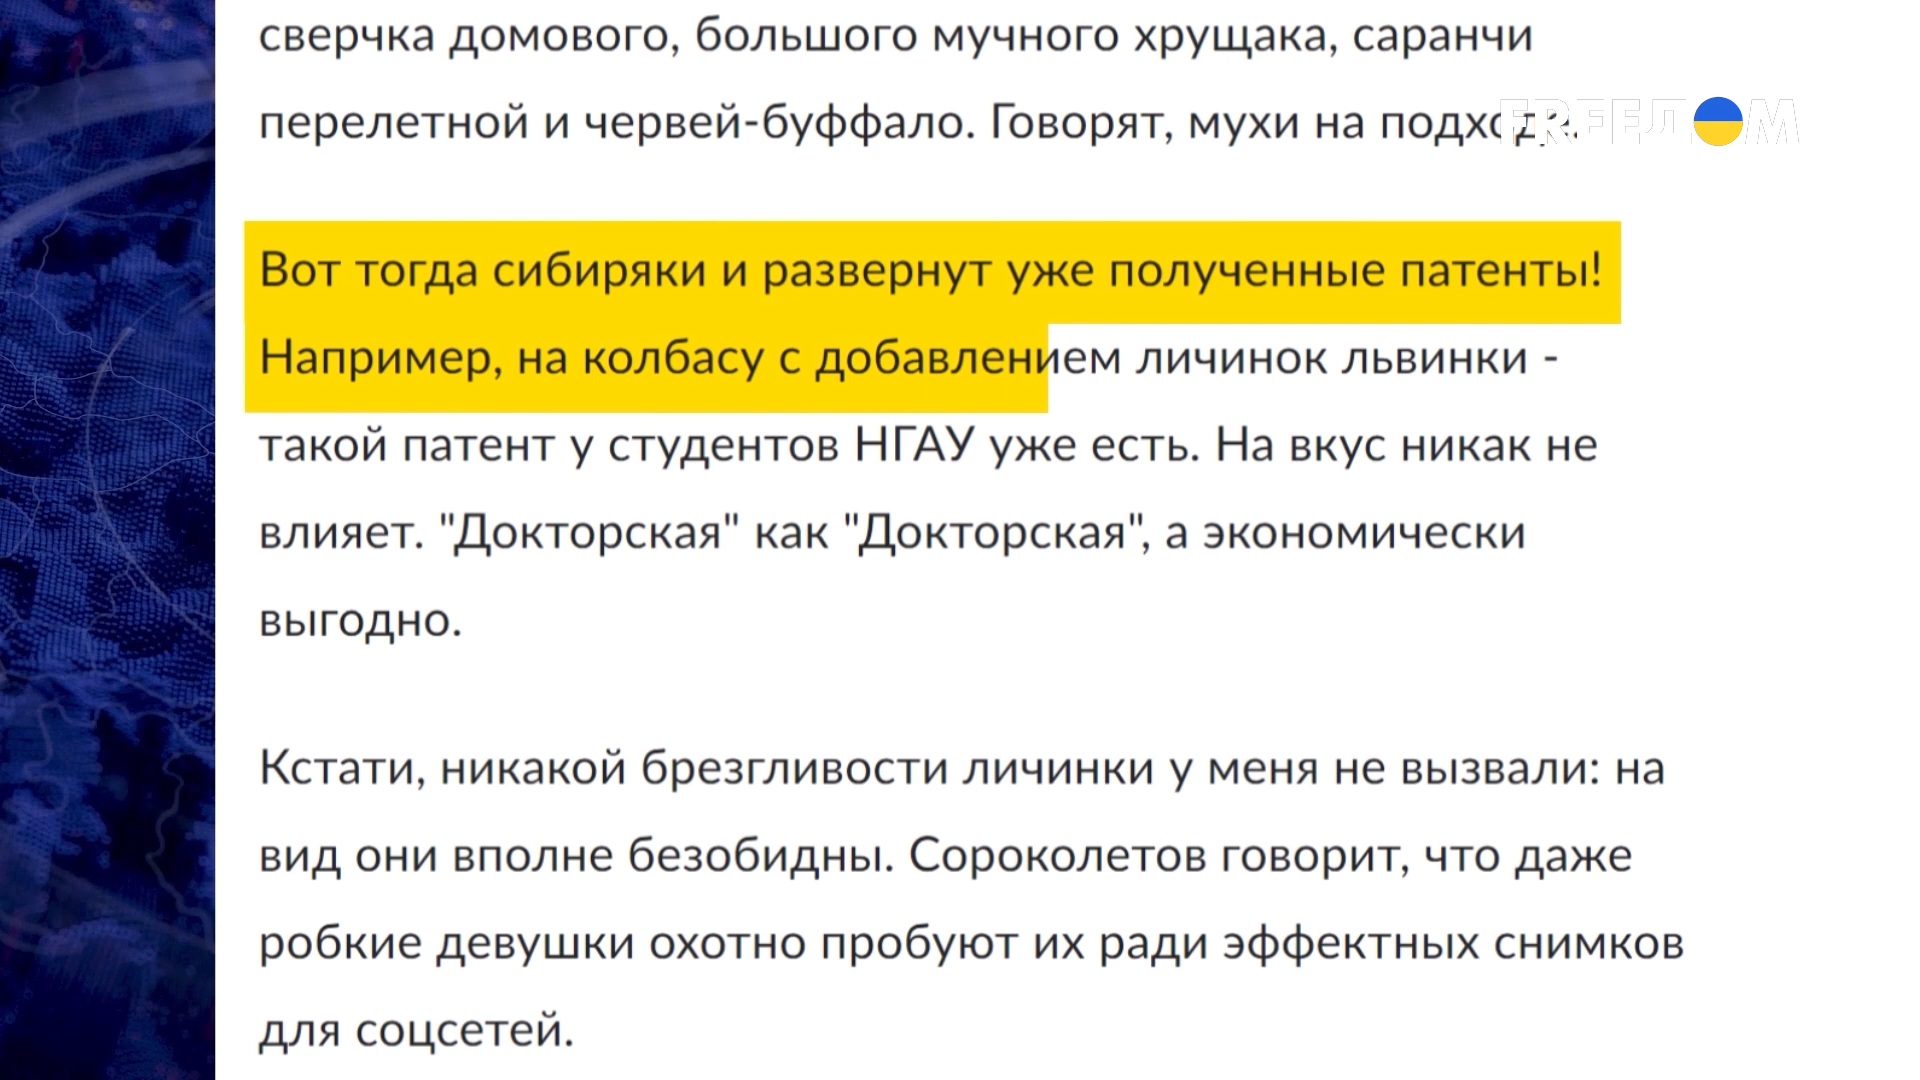 сверчка домового, большого мучного хрущака, саранчи
перелетной и червей-буффало. Говорят, мухи на подходе.
FREEДОМ
Вот тогда сибиряки и развернут уже полученные патенты!
Например, на колбасу с добавлением личинок львинки -
такой патент у студентов НГАУ уже есть. На вкус никак не
влияет. "Докторская" как "Докторская", а экономически
выгодно.
Кстати, никакой брезгливости личинки у меня не вызвали: на
вид они вполне безобидны. Сороколетов говорит, что даже
робкие девушки охотно пробуют их ради эффектных снимков
для соцсетей.